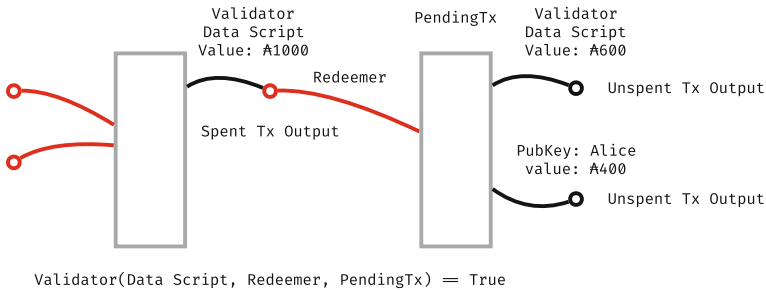 Validator
Data Script
Value: ₳1000
PendingTx
Validator
Data Script
Value: ₳600
Redeemer
Unspent Tx Output
Spent Tx Output
PubKey: Alice
value: ₳400
Unspent Tx Output
Validator(Data Script, Redeemer, PendingTx) == True